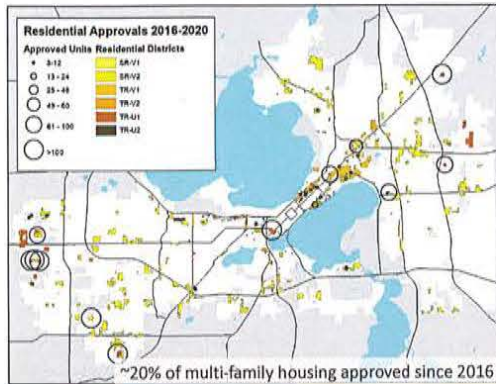 Residential Approvals 2016-2020
Approved Units Residential Districts
3-12 SR-V1
13 - 24 SR-V2
25 - 48 TR-V1
49 - 60 TR-V2
61 - 100 TR-U1
>100 TR-U2
~20% of multi-family housing approved since 2016